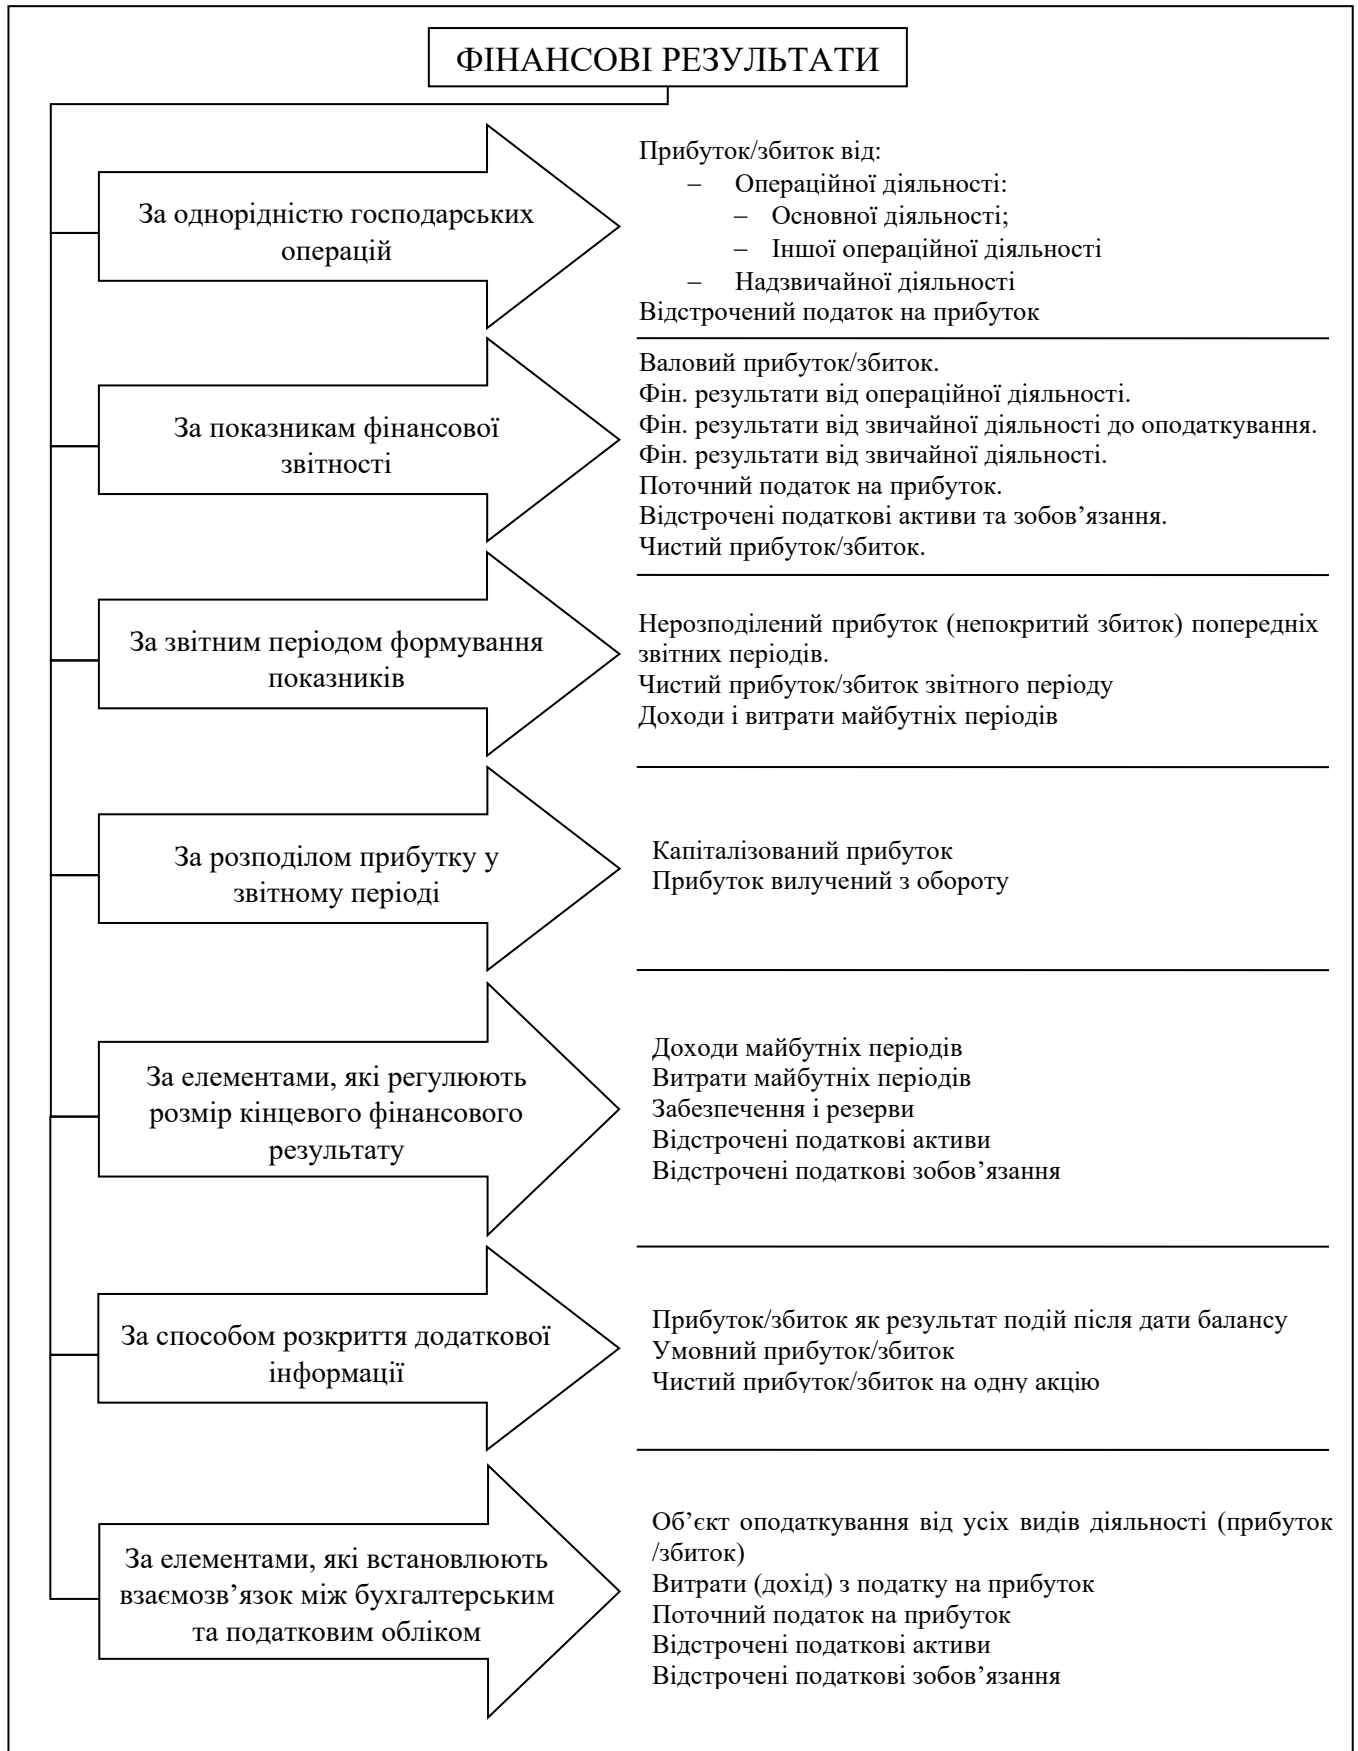 ФІНАНСОВІ РЕЗУЛЬТАТИ
За однорідністю господарських
операцій
Прибуток/збиток від:
– Операційної діяльності:
– Основної діяльності;
– Іншої операційної діяльності
– Надзвичайної діяльності
Відстрочений податок на прибуток
За показникам фінансової
звітності
Валовий прибуток/збиток.
Фін. результати від операційної діяльності.
Фін. результати від звичайної діяльності до оподаткування.
Фін. результати від звичайної діяльності.
Поточний податок на прибуток.
Відстрочені податкові активи та зобов’язання.
Чистий прибуток/збиток.
За звітним періодом формування
показників
Нерозподілений прибуток (непокритий збиток) попередніх
звітних періодів.
Чистий прибуток/збиток звітного періоду
Доходи і витрати майбутніх періодів
За розподілом прибутку у
звітному періоді
Капіталізований прибуток
Прибуток вилучений з обороту
За елементами, які регулюють
розмір кінцевого фінансового
результату
Доходи майбутніх періодів
Витрати майбутніх періодів
Забезпечення і резерви
Відстрочені податкові активи
Відстрочені податкові зобов’язання
За способом розкриття додаткової
інформації
Прибуток/збиток як результат подій після дати балансу
Умовний прибуток/збиток
Чистий прибуток/збиток на одну акцію
За елементами, які встановлюють
взаємозв’язок між бухгалтерським
та податковим обліком
Об’єкт оподаткування від усіх видів діяльності (прибуток
/збиток)
Витрати (дохід) з податку на прибуток
Поточний податок на прибуток
Відстрочені податкові активи
Відстрочені податкові зобов’язання